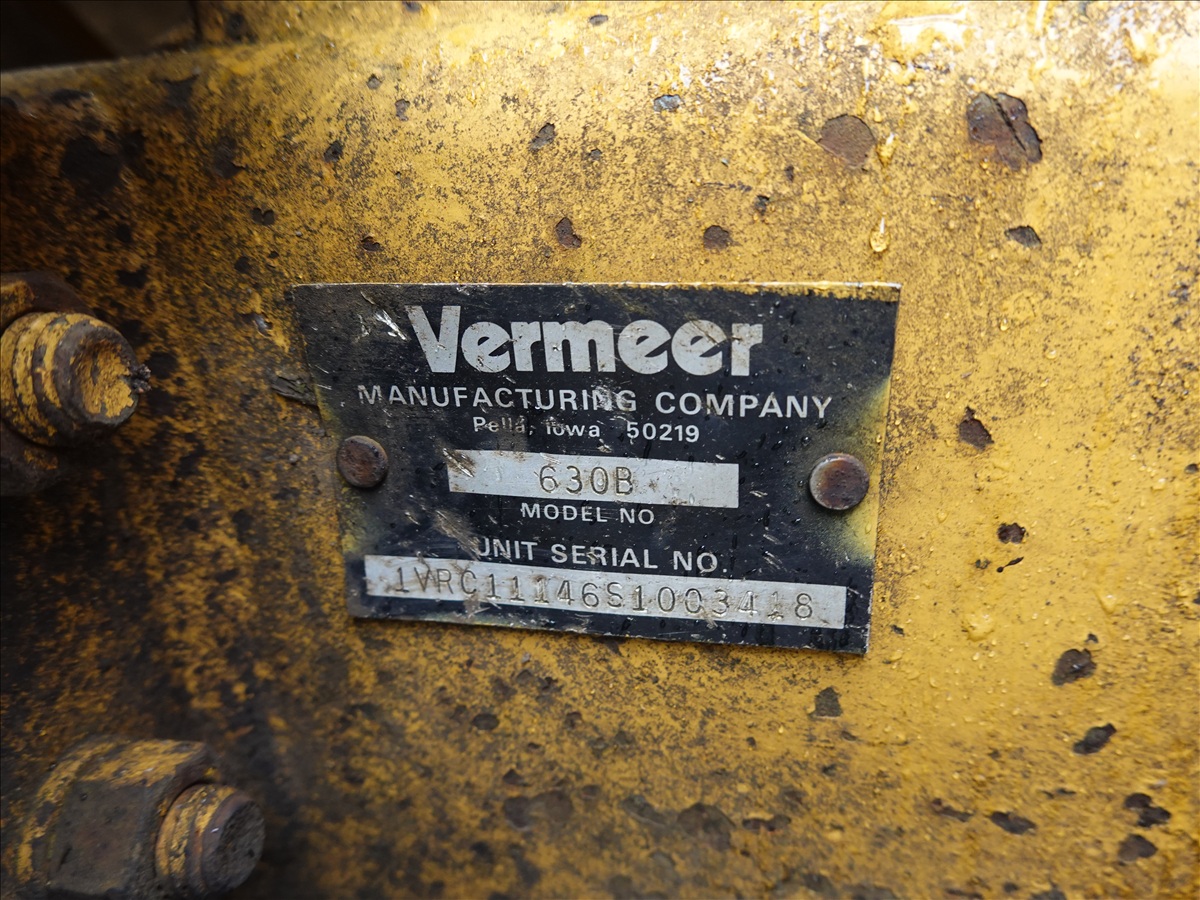 Vermeer
MANUFACTURING COMPANY
Pella, Iowa 50219
630B
MODEL NO
UNIT SERIAL NO.
1VRC11146S1003418